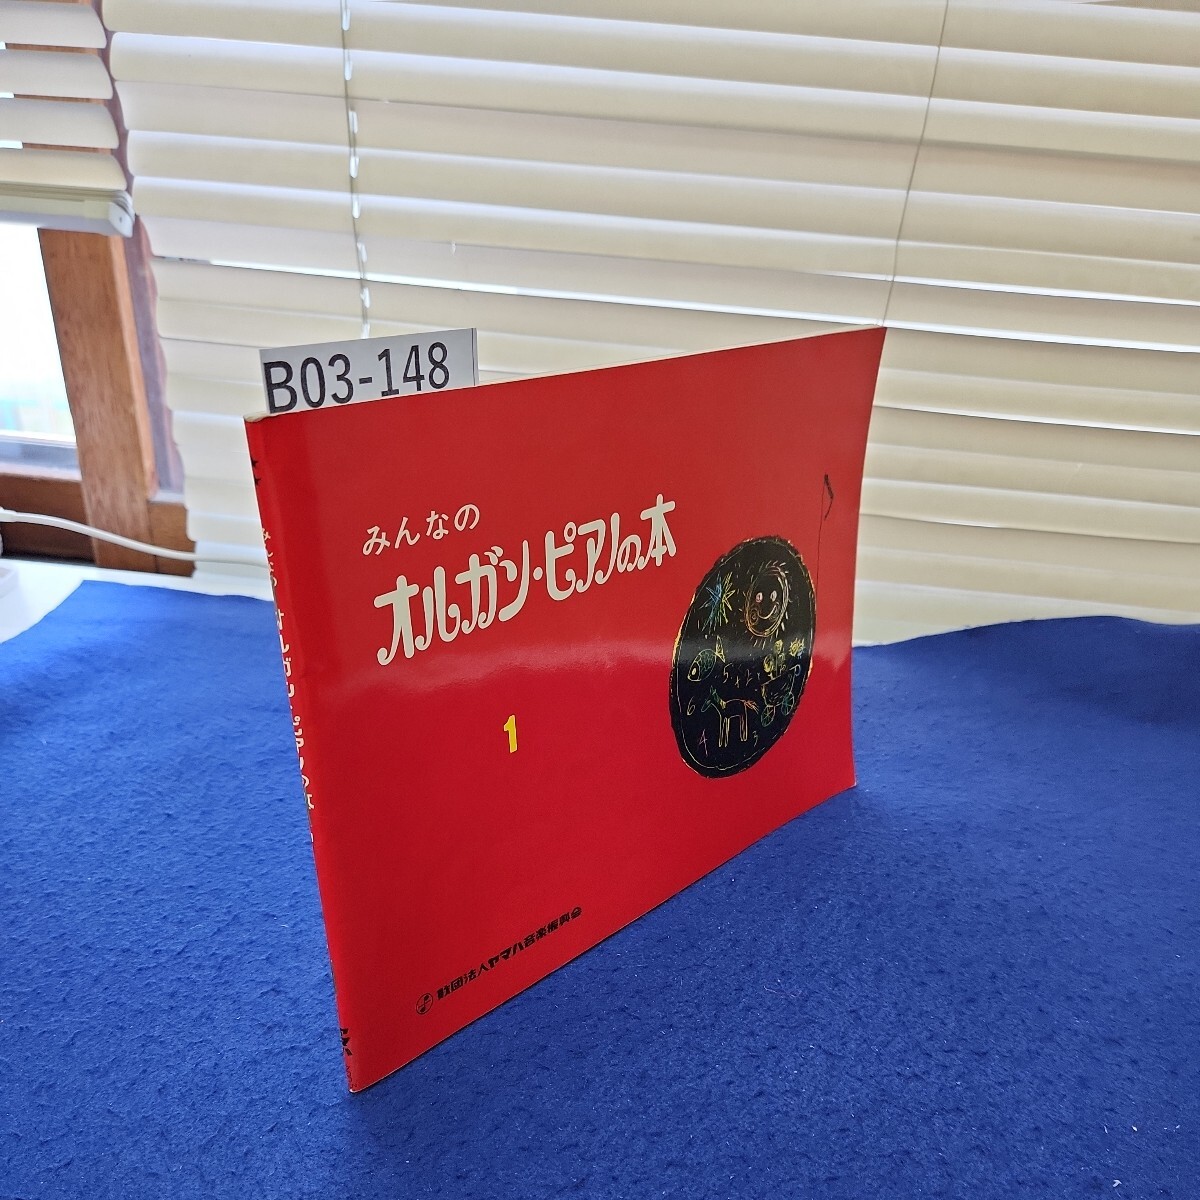 B03-148
みんなの
オルガン・ピアノの本
1
財団法人ヤマハ音楽振興会